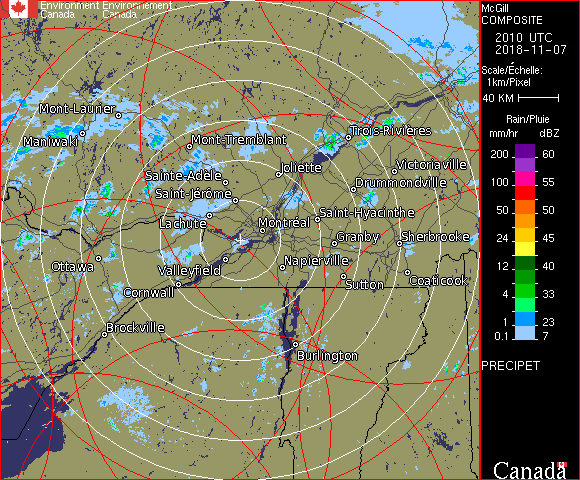 Environment Environnement
Canada Canada
Mont-Laurier
Maniwaki
Mont-Tremblant
Trois-Rivières
Joliette
Victoriaville
Sainte-Adèle
Drummondville
Saint-Jérôme
Saint-Hyacinthe
Lachute
Montréal
Granby
Sherbrooke
Ottawa
Valleyfield
Napierville
Sutton
Coaticook
Cornwall
Brockville
Burlington
McGill
COMPOSITE
2010 UTC
2018-11-07
Scale/Échelle:
1km/Pixel
40 KM
Rain/Pluie
mm/hr dBZ
200 60
150 57
100 55
50 50
24 45
12 40
4 33
1 23
0.1 7
PRECIPET
Canada